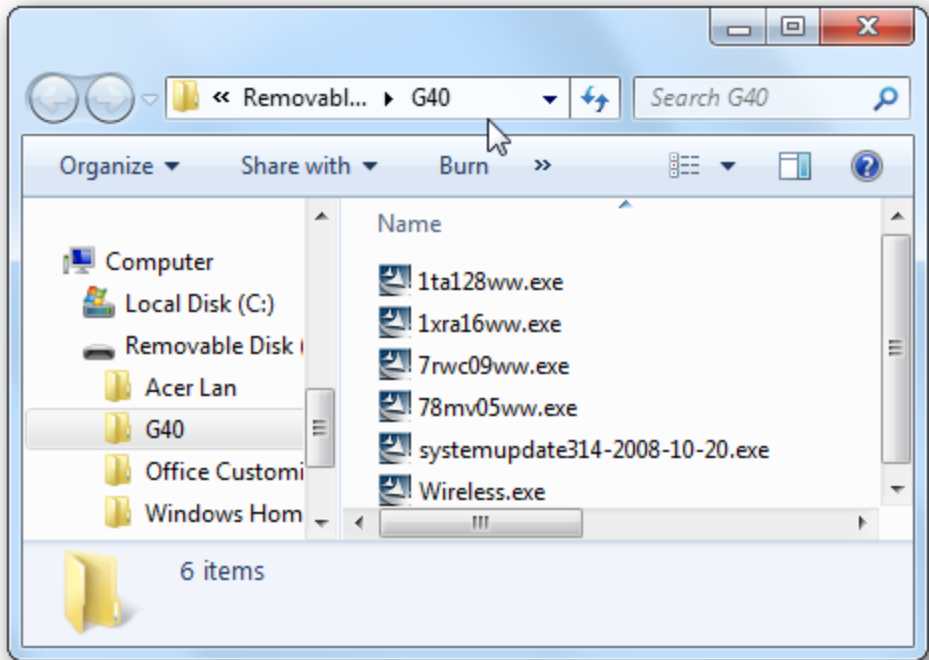 « Removabl... ▸ G40
Search G40
Organize
Share with
Burn
»
Name
Computer
Local Disk (C:)
Removable Disk (
Acer Lan
G40
Office Customi
Windows Hom
1ta128ww.exe
1xra16ww.exe
7rwc09ww.exe
78mv05ww.exe
systemupdate314-2008-10-20.exe
Wireless.exe
6 items